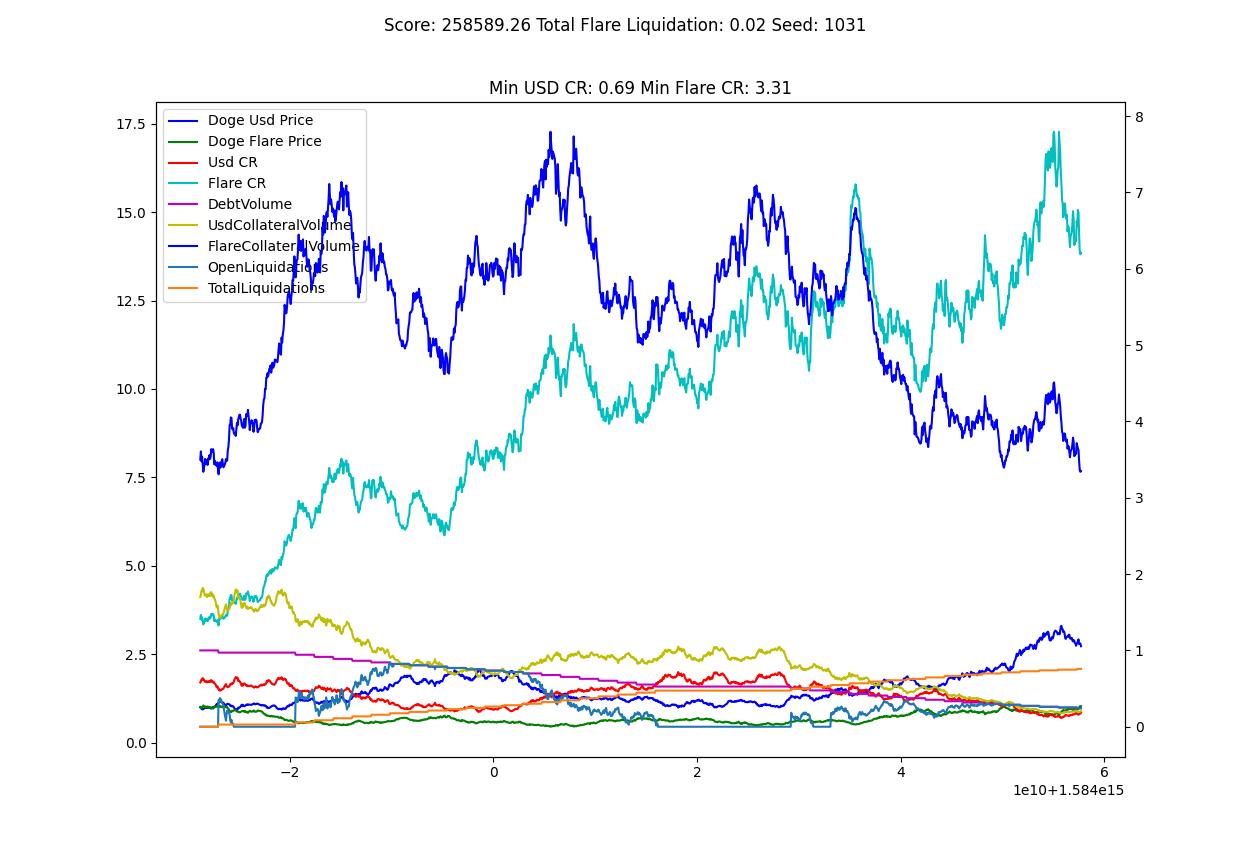 Score: 258589.26 Total Flare Liquidation: 0.02 Seed: 1031
Min USD CR: 0.69 Min Flare CR: 3.31
Doge Usd Price
Doge Flare Price
Usd CR
Flare CR
DebtVolume
UsdCollateralVolume
FlareCollateralVolume
OpenLiquidations
TotalLiquidations
17.5
15.0
12.5
10.0
7.5
5.0
2.5
0.0
8
7
6
5
4
3
2
1
0
−2
0
2
4
6
1e10+1.584e15